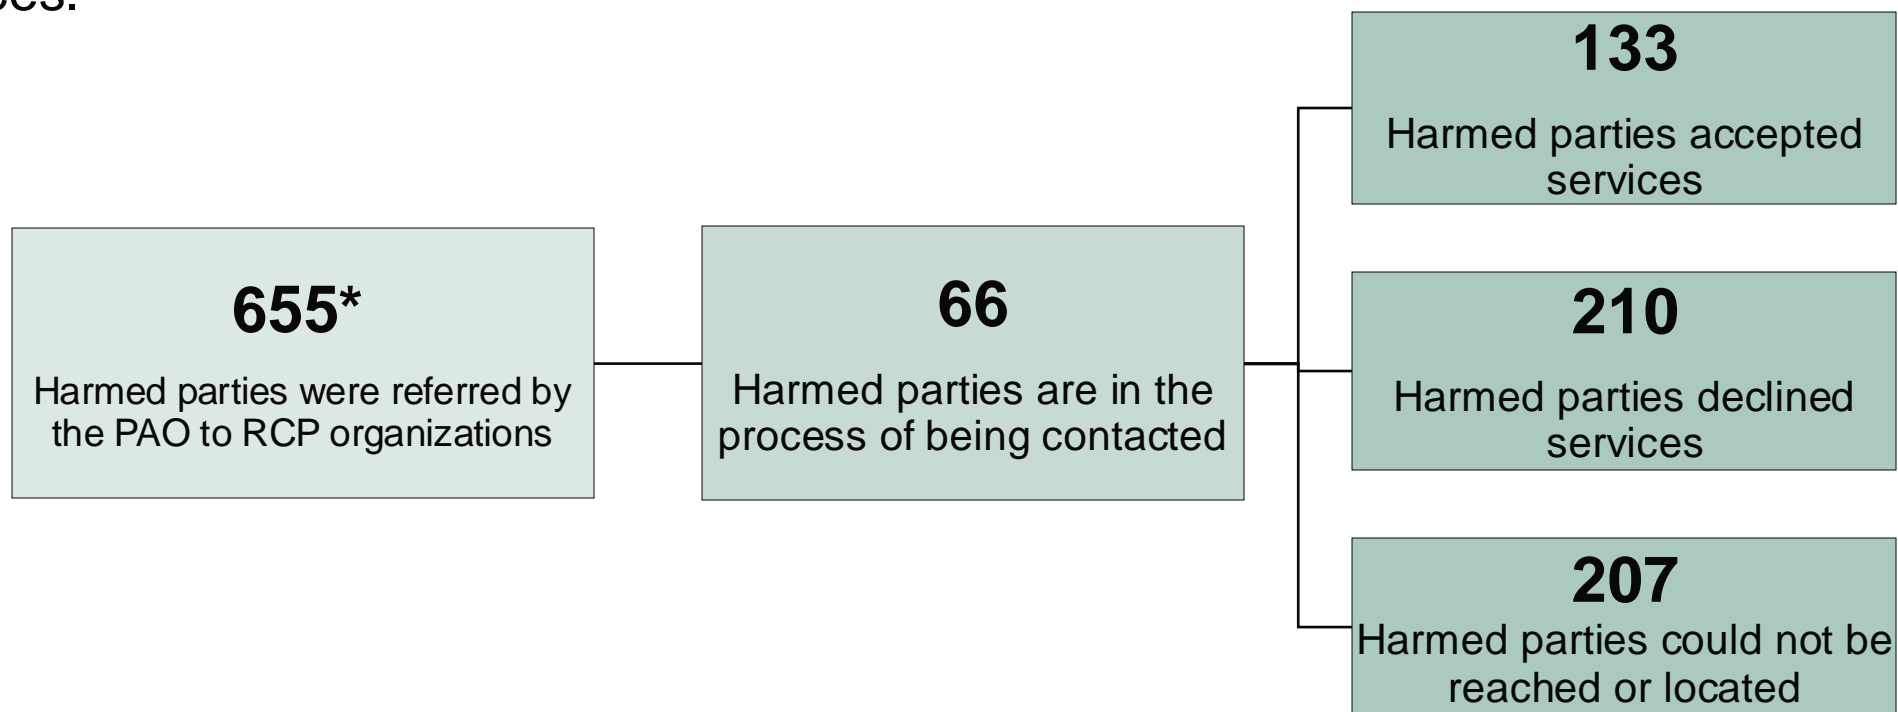 655*
Harmed parties were referred by
the PAO to RCP organizations
66
Harmed parties are in the
process of being contacted
133
Harmed parties accepted
services
210
Harmed parties declined
services
207
Harmed parties could not be
reached or located